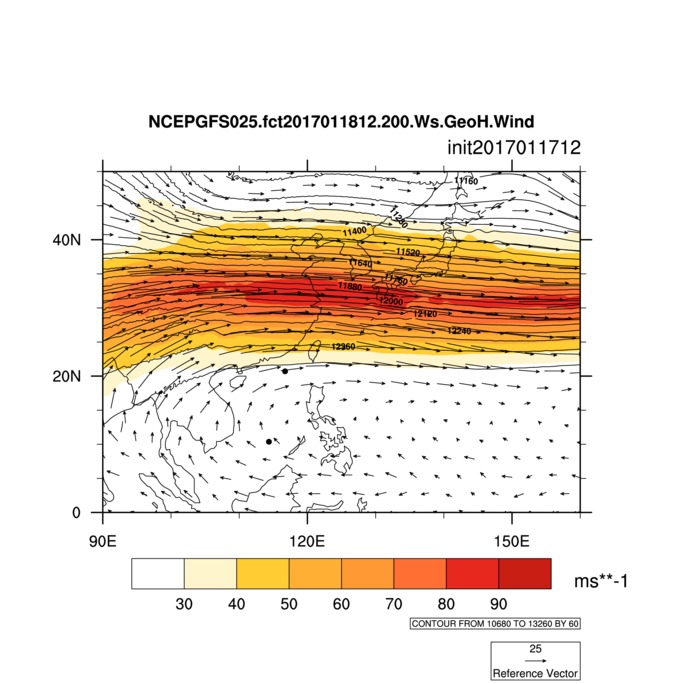 NCEPGFS025.fct2017011812.200.Ws.GeoH.Wind
init2017011712
11160
11280
40N
11400
11520
11640
11760
11880
12000
12120
12240
12360
20N
0
90E 120E 150E
30 40 50 60 70 80 90
ms**-1
CONTOUR FROM 10680 TO 13260 BY 60
25
Reference Vector